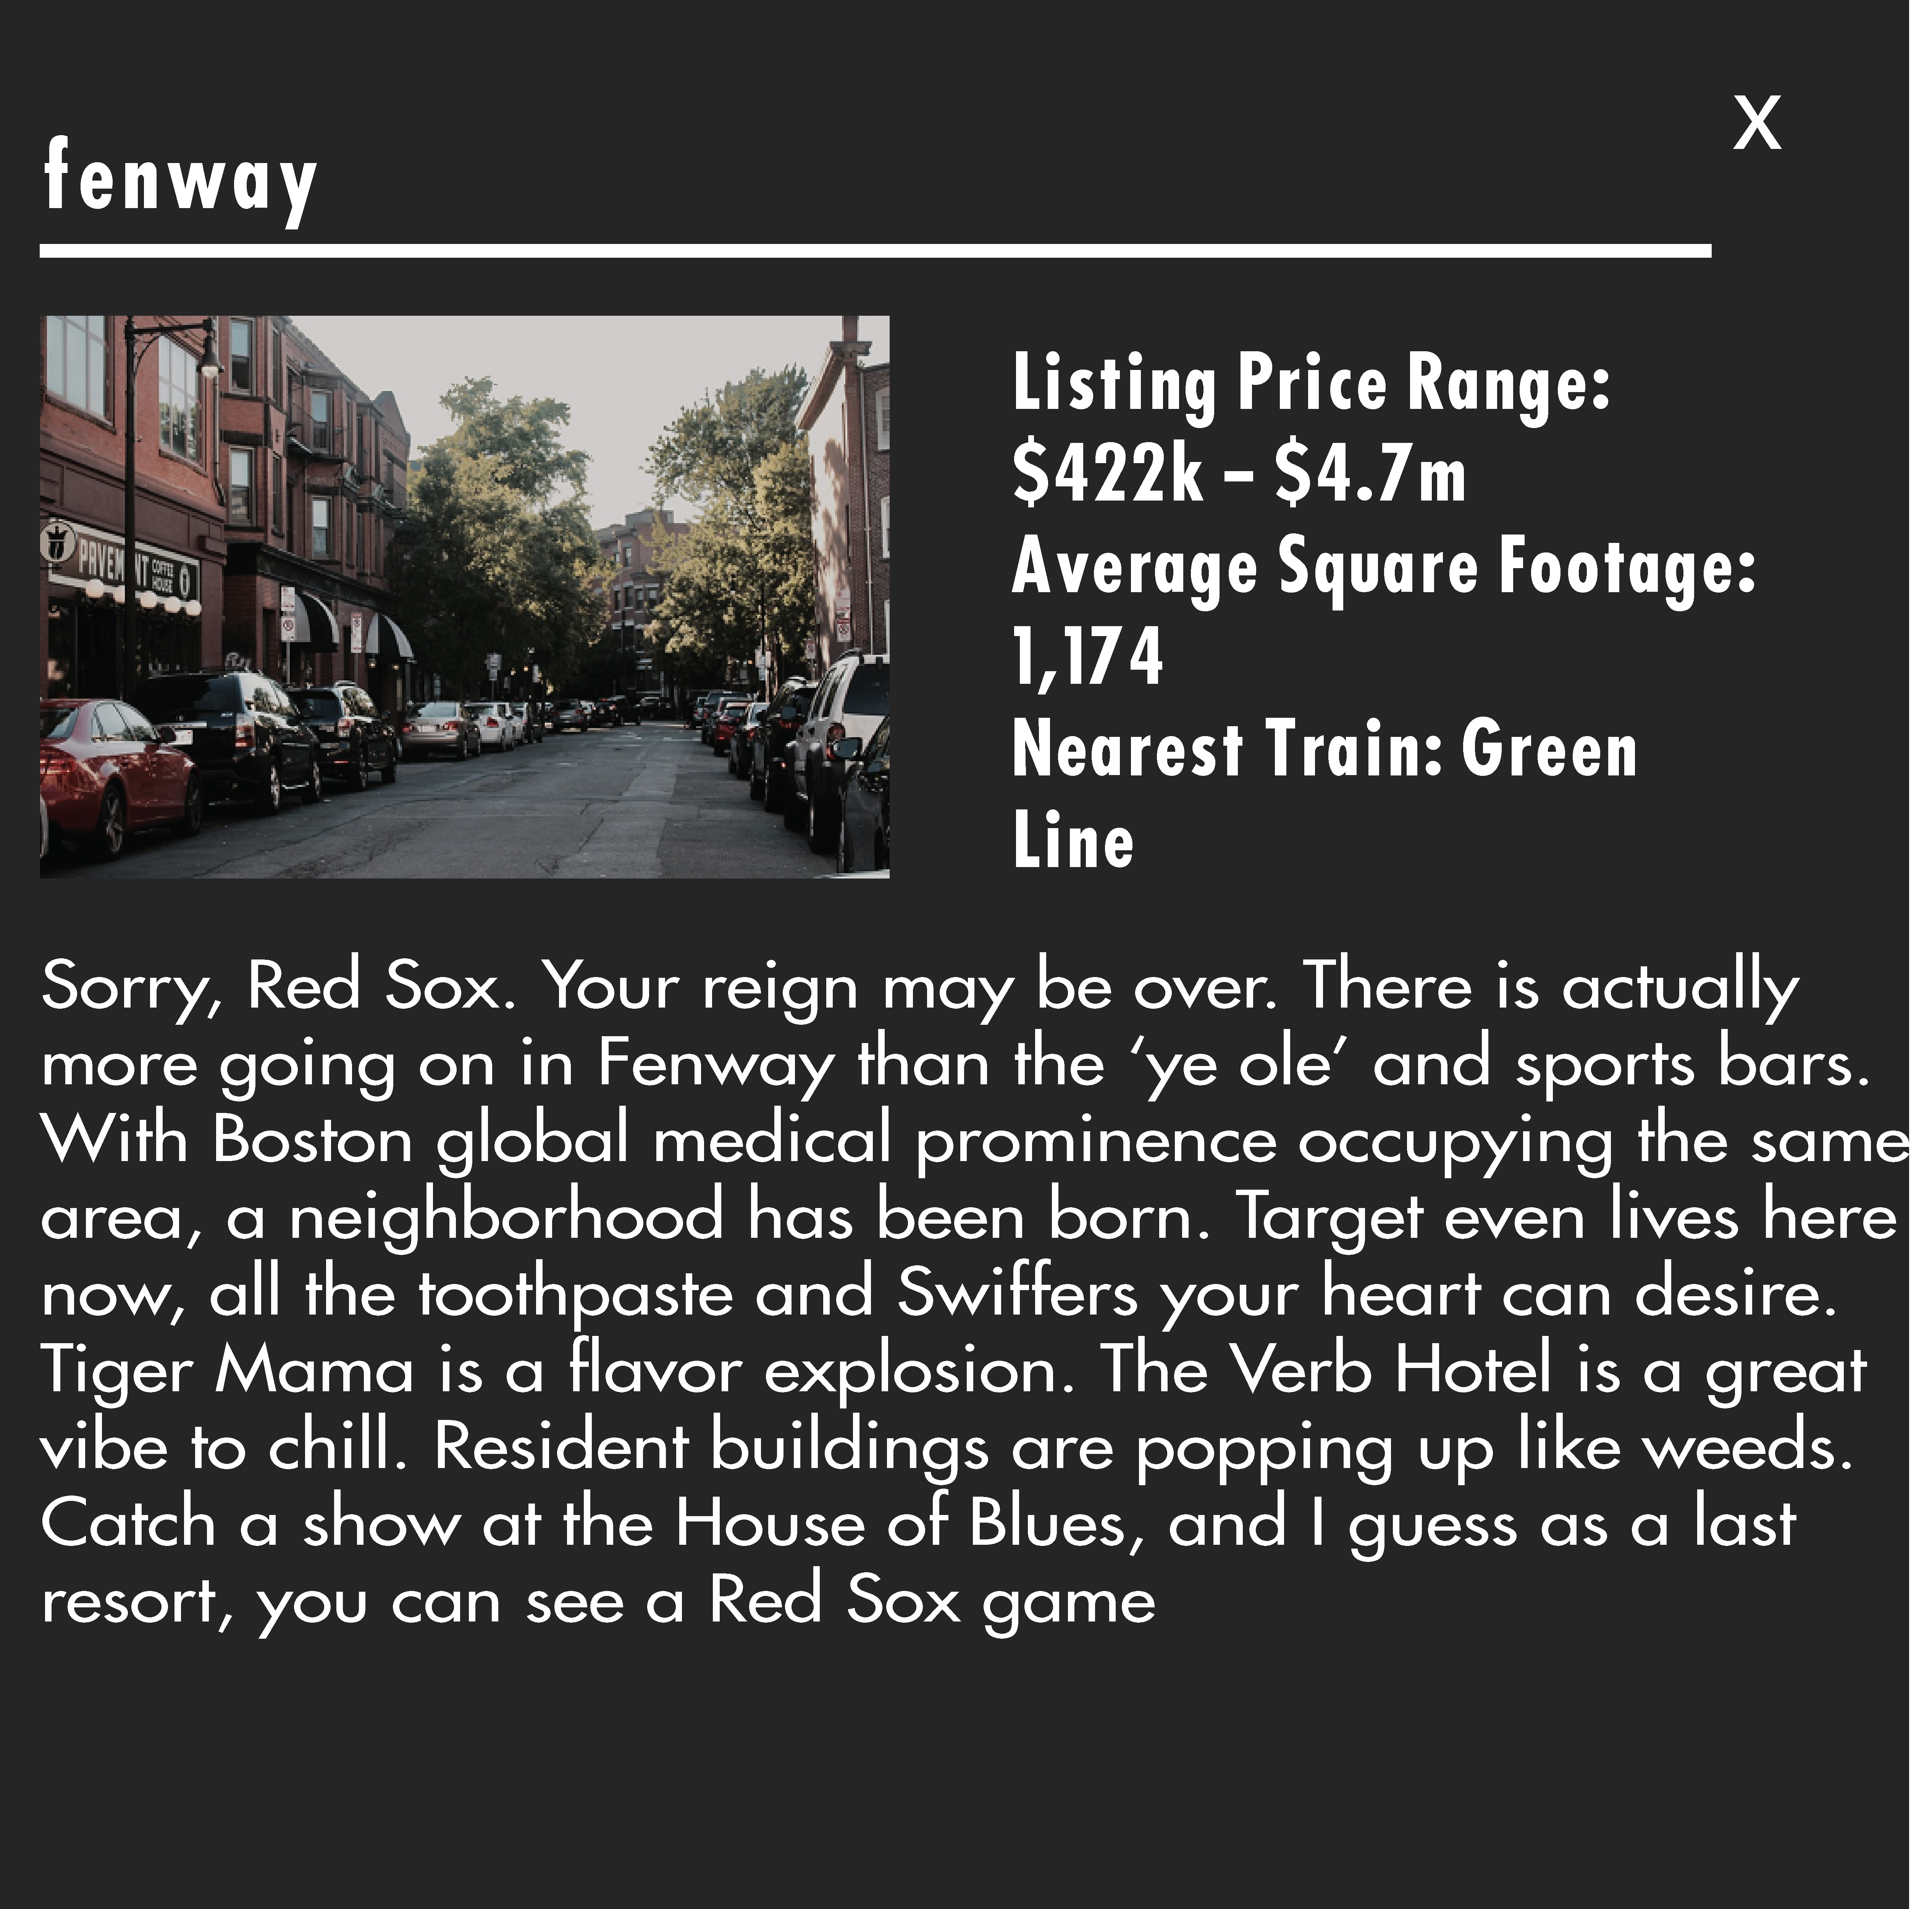 X
fenway
PAVEM NT COFFEE HOUSE
Listing Price Range:
$422k – $4.7m
Average Square Footage:
1,174
Nearest Train: Green
Line
Sorry, Red Sox. Your reign may be over. There is actually
more going on in Fenway than the ‘ye ole’ and sports bars.
With Boston global medical prominence occupying the same
area, a neighborhood has been born. Target even lives here
now, all the toothpaste and Swiffers your heart can desire.
Tiger Mama is a flavor explosion. The Verb Hotel is a great
vibe to chill. Resident buildings are popping up like weeds.
Catch a show at the House of Blues, and I guess as a last
resort, you can see a Red Sox game